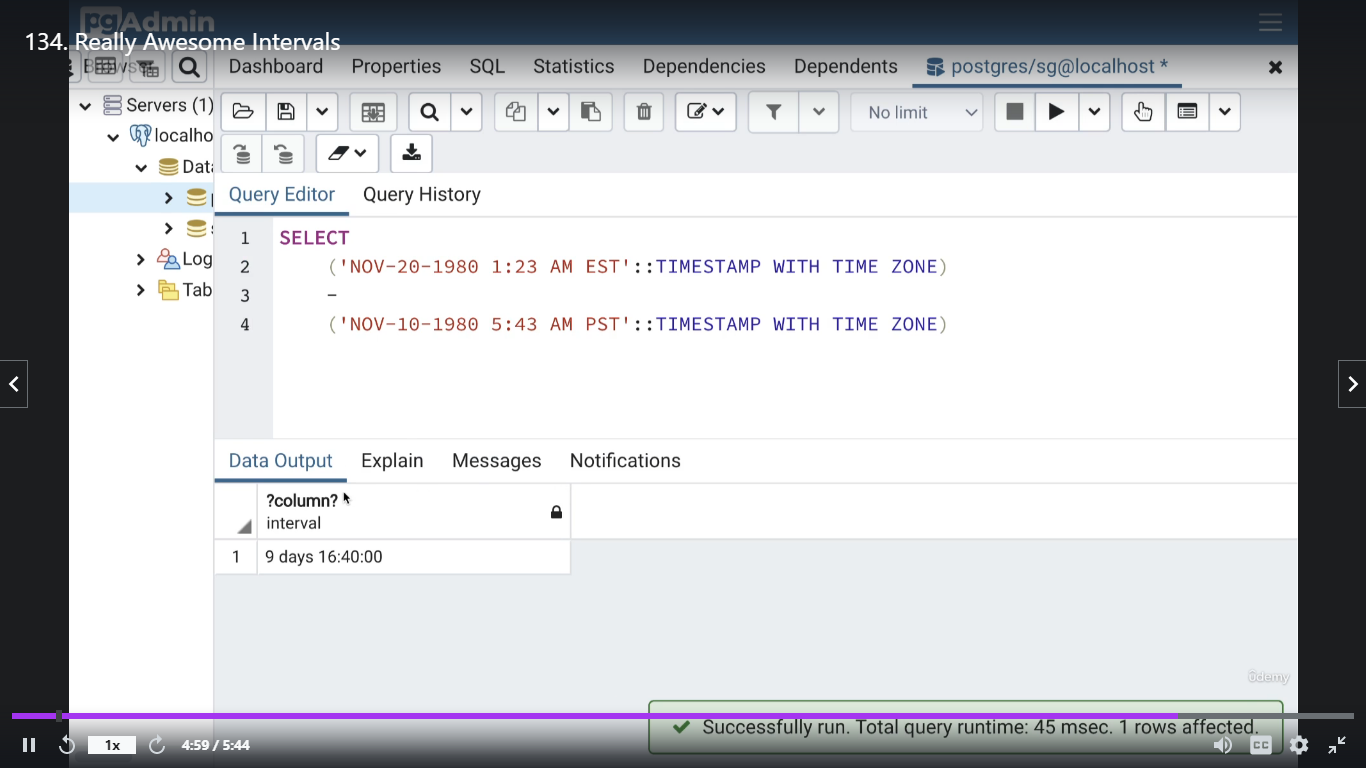 pgAdmin
134. Really Awesome Intervals
Dashboard Properties SQL Statistics Dependencies Dependents postgres/sg@localhost *
Servers (1)
No limit
localho
Data
Log
Tab
Query Editor Query History
1 SELECT
2 ('NOV-20-1980 1:23 AM EST'::TIMESTAMP WITH TIME ZONE)
3 -
4 ('NOV-10-1980 5:43 AM PST'::TIMESTAMP WITH TIME ZONE)
Data Output Explain Messages Notifications
?column?
interval
1 9 days 16:40:00
ûdemy
Successfully run. Total query runtime: 45 msec. 1 rows affected.
1x 4:59 / 5:44 CC